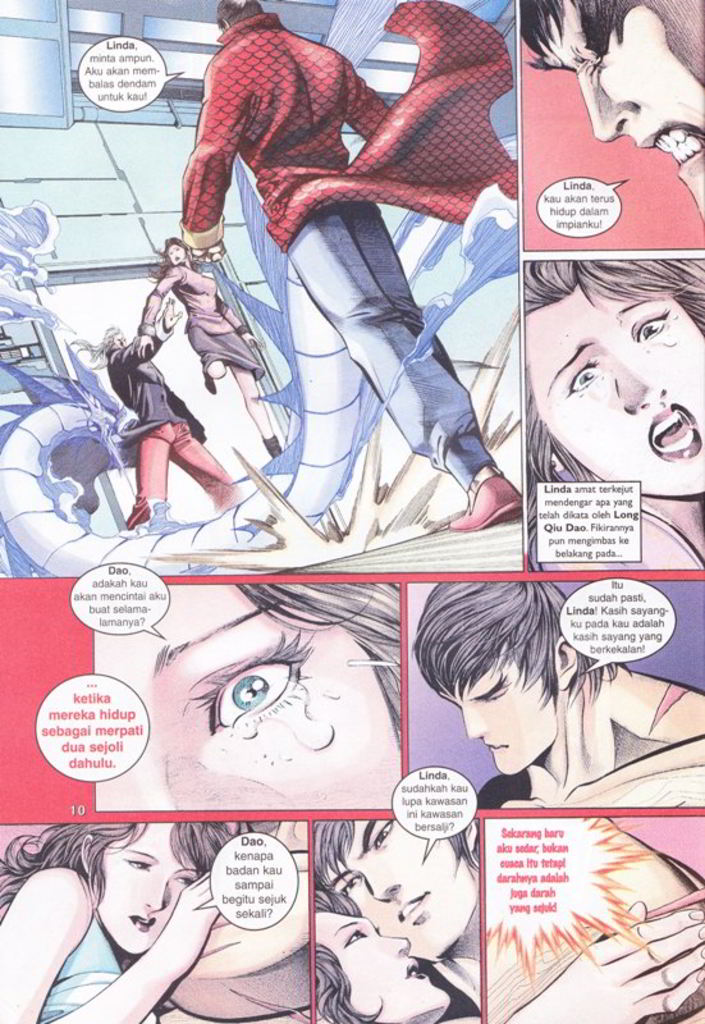 Linda,
minta ampun.
Aku akan mem-
balas dendam
untuk kau!
Linda,
kau akan terus
hidup dalam
impianku!
Linda amat terkejut
mendengar apa yang
telah dikata oleh Long
Qiu Dao. Fikirannya
pun mengimbas ke
belakang pada...
Dao,
adakah kau
akan mencintai aku
buat selama-
lamanya?
...
ketika
mereka hidup
sebagai merpati
dua sejoli
dahulu.
Itu
sudah pasti,
Linda! Kasih sayang-
ku padamu adalah
kasih sayang yang
berkekalan!
10
Dao,
kenapa
badan kau
sampai
begitu sejuk
sekali?
Linda,
sudahkah kau
lupa kawasan
ini kawasan
bersalji?
Sekarang baru
aku sedar, bukan
cuaca itu tetapi
darahnya adalah
juga darah
yang sejuk!